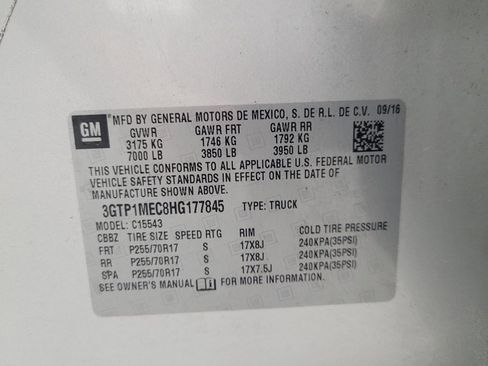 GM
MFD BY GENERAL MOTORS DE MEXICO, S. DE R.L. DE C.V. 09/16
GVWR GAWR FRT GAWR RR
3175 KG 1746 KG 1792 KG
7000 LB 3850 LB 3950 LB
THIS VEHICLE CONFORMS TO ALL APPLICABLE U.S. FEDERAL MOTOR
VEHICLE SAFETY STANDARDS IN EFFECT ON THE DATE OF
MANUFACTURE SHOWN ABOVE.
3GTP1MEC8HG177845 TYPE: TRUCK
MODEL: C15543
CBBZ TIRE SIZE SPEED RTG RIM COLD TIRE PRESSURE
FRT P255/70R17 S 17X8J 240KPA(35PSI)
RR P255/70R17 S 17X8J 240KPA(35PSI)
SPA P255/70R17 S 17X7.5J 240KPA(35PSI)
SEE OWNER'S MANUAL FOR MORE INFORMATION.